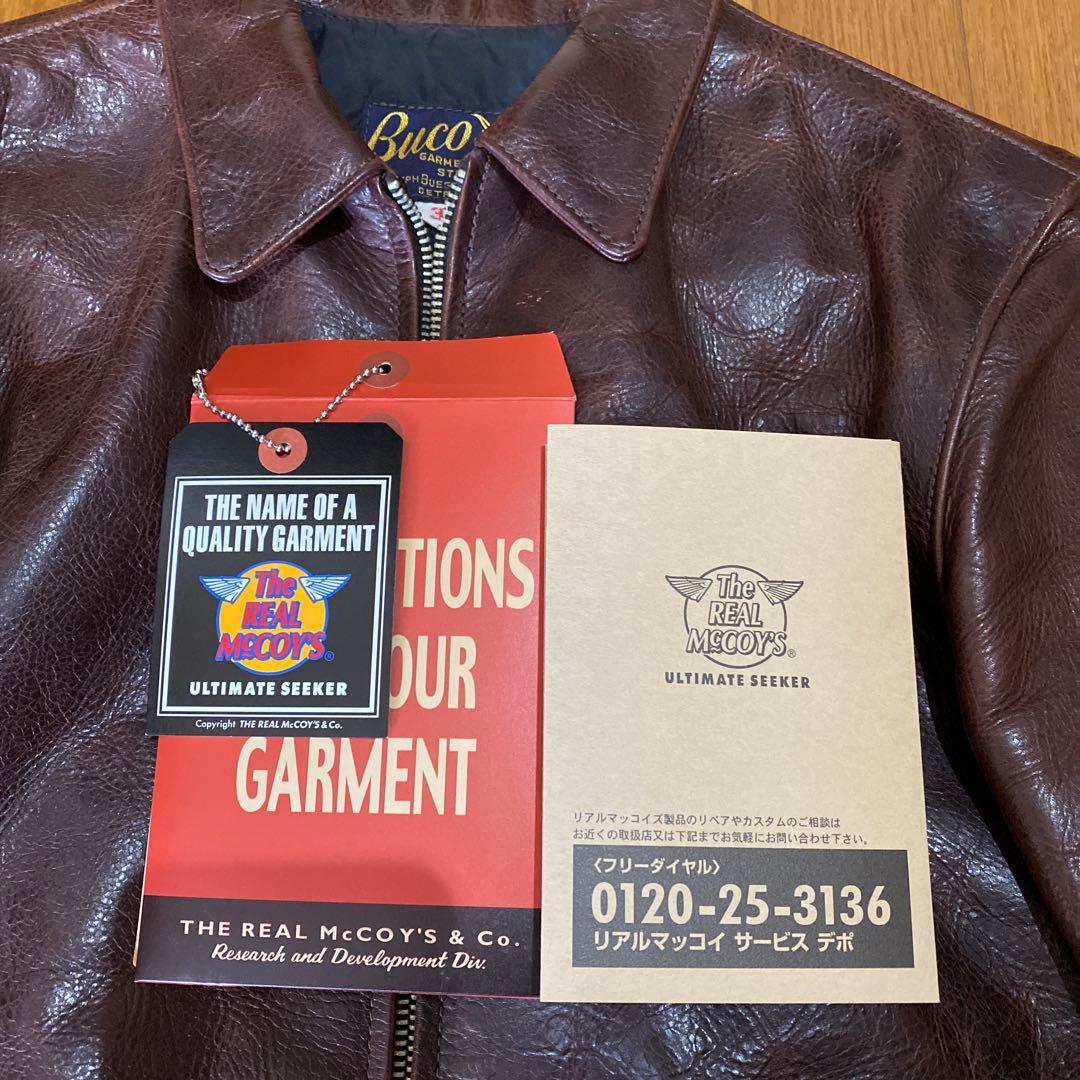 Buco
THE NAME OF A
QUALITY GARMENT
The
REAL
McCOY'S®
ULTIMATE SEEKER
Copyright THE REAL McCOY'S & Co.
OUR
GARMENT
THE REAL McCOY'S & Co.
Research and Development Div.
The
REAL
McCOY'S®
ULTIMATE SEEKER
リアルマッコイズ製品のリペアやカスタムのご相談は
お近くの取扱店又は下記までお気軽にお問い合わせ下さい。
〈フリーダイヤル〉
0120-25-3136
リアルマッコイ サービス デポ